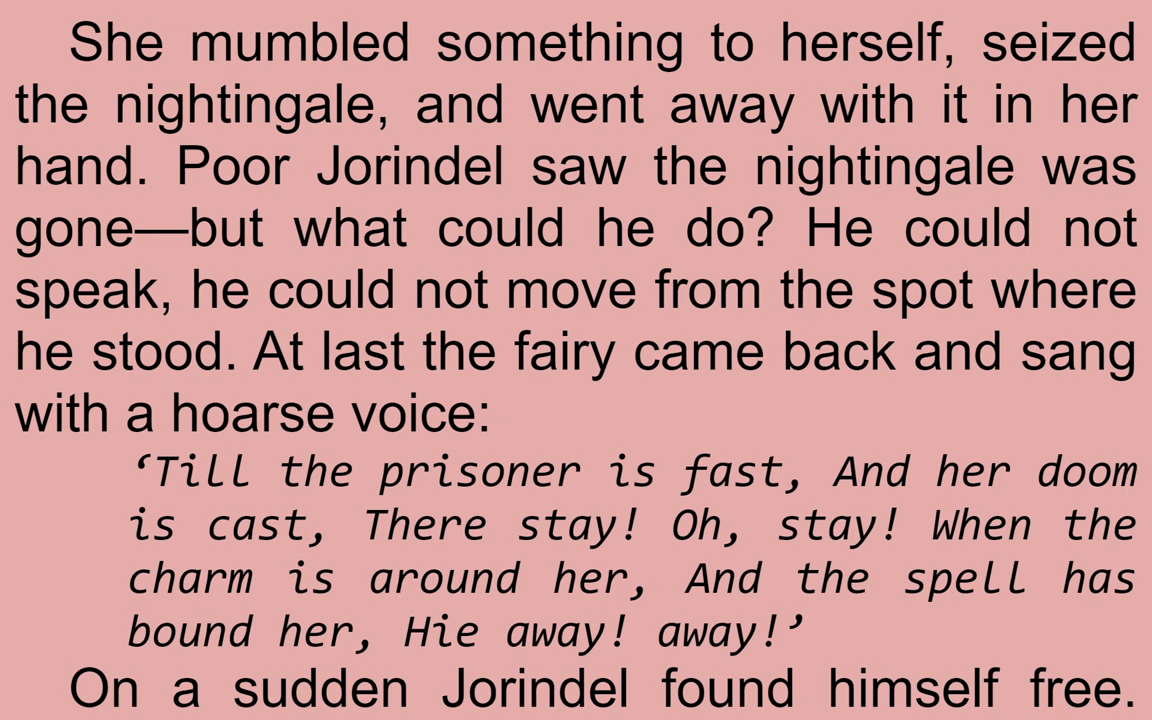 She mumbled something to herself, seized
the nightingale, and went away with it in her
hand. Poor Jorindel saw the nightingale was
gone—but what could he do? He could not
speak, he could not move from the spot where
he stood. At last the fairy came back and sang
with a hoarse voice:
‘Till the prisoner is fast, And her doom
is cast, There stay! Oh, stay! When the
charm is around her, And the spell has
bound her, Hie away! away!’
On a sudden Jorindel found himself free.